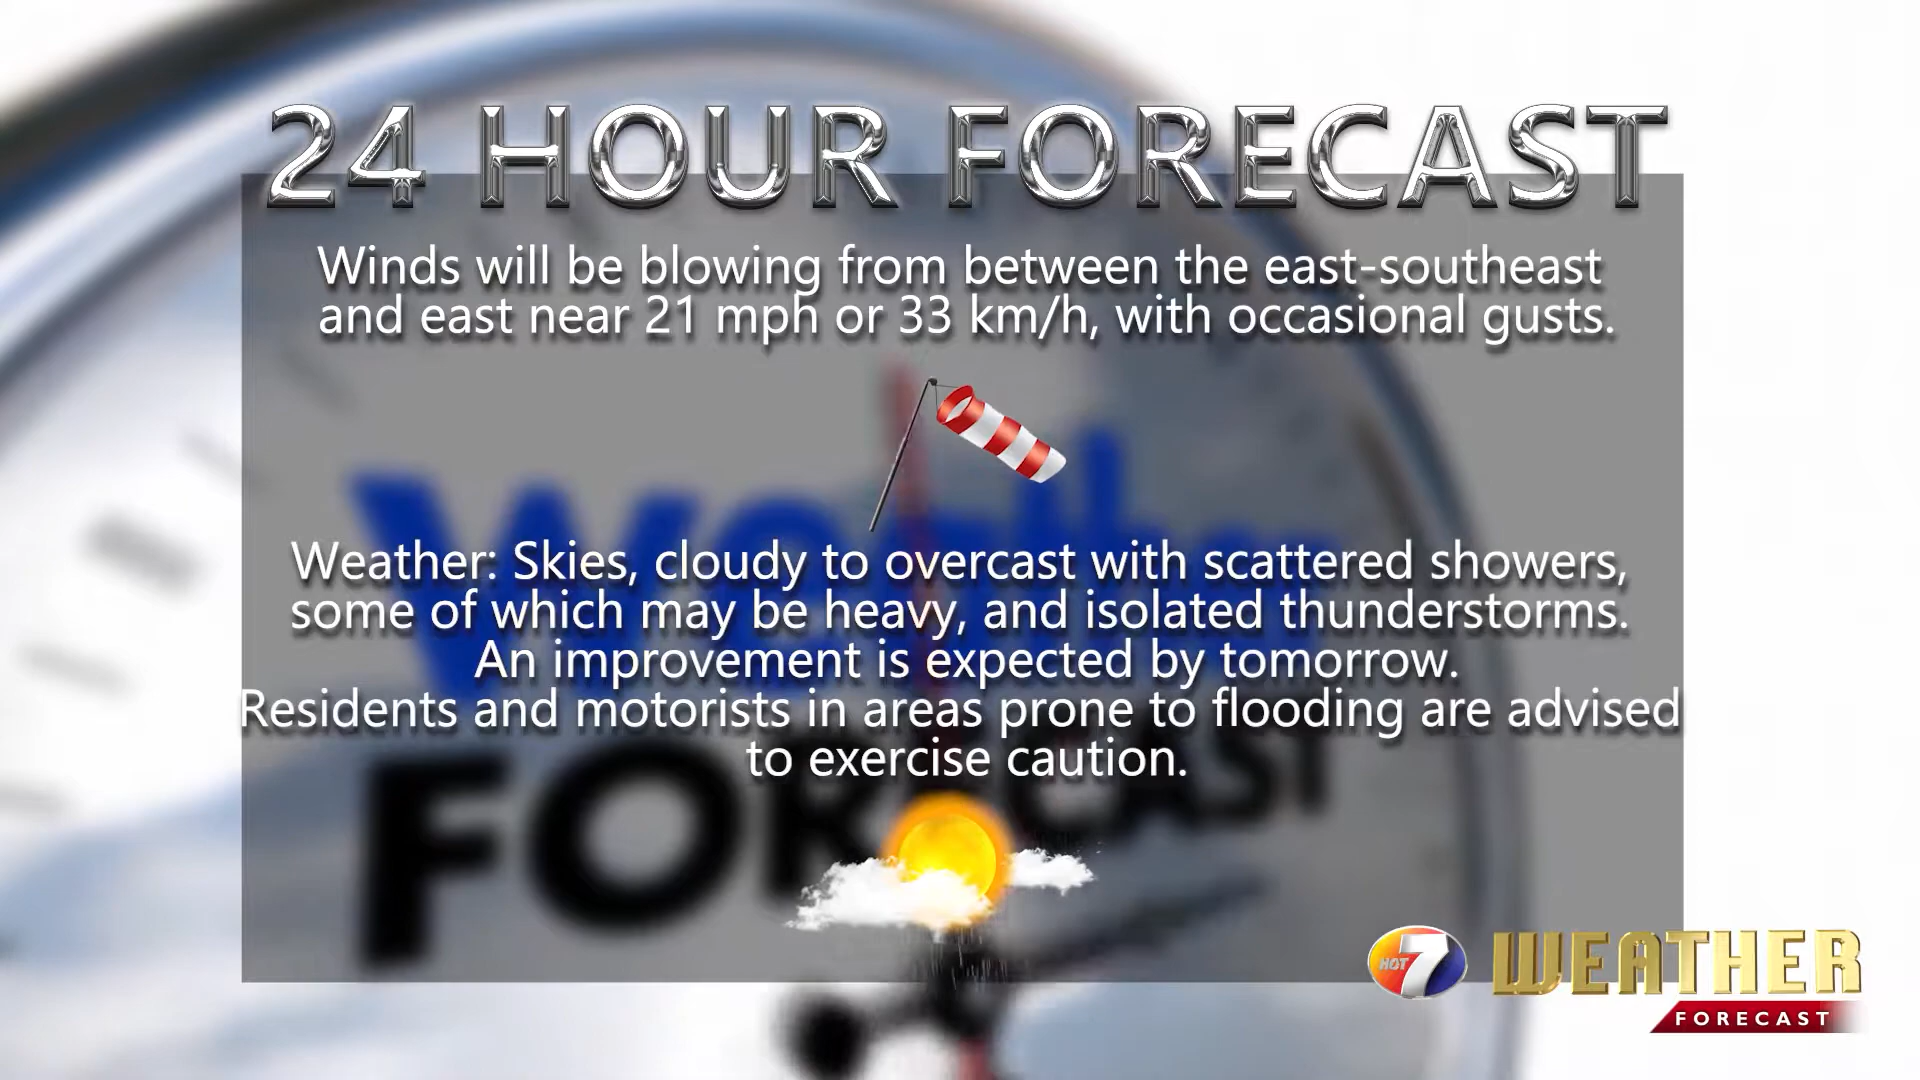 24 HOUR FORECAST
Winds will be blowing from between the east-southeast
and east near 21 mph or 33 km/h, with occasional gusts.
Weather: Skies, cloudy to overcast with scattered showers,
some of which may be heavy, and isolated thunderstorms.
An improvement is expected by tomorrow.
Residents and motorists in areas prone to flooding are advised
to exercise caution.
Weather
FORECAST
HOT 7 WEATHER
FORECAST